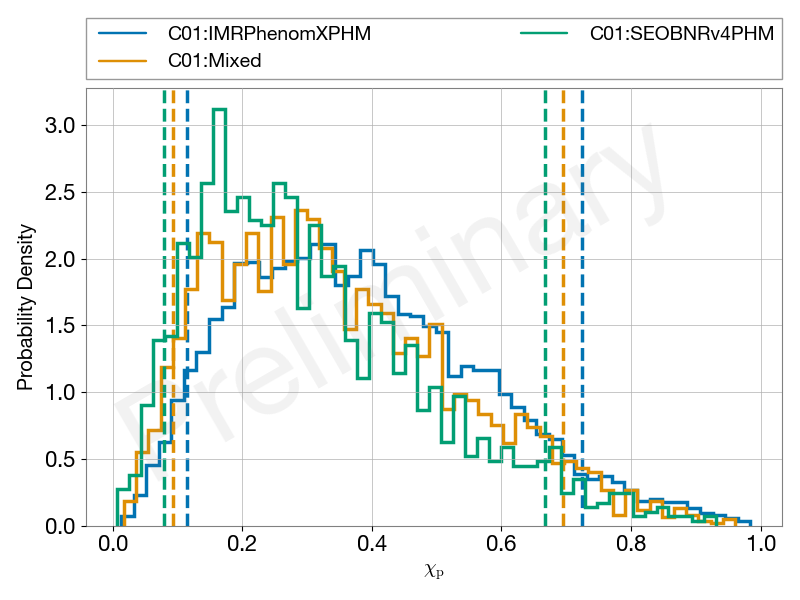 C01:IMRPhenomXPHM
C01:SEOBNRv4PHM
C01:Mixed
Preliminary
Probability Density
3.0
2.5
2.0
1.5
1.0
0.5
0.0
0.0 0.2 0.4 0.6 0.8 1.0
χp